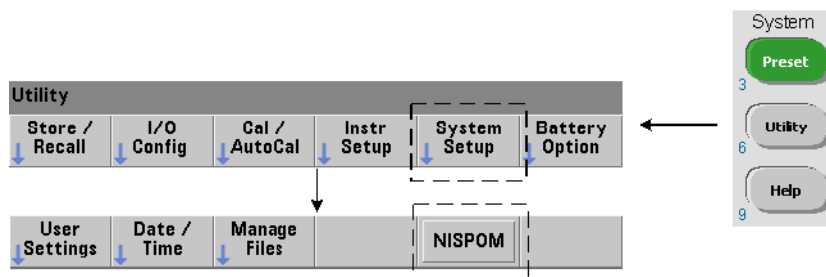 System
Preset
3
Utility
6
Help
9
Utility
Store / Recall
I/O Config
Cal / AutoCal
Instr Setup
System Setup
Battery Option
User Settings
Date / Time
Manage Files
NISPOM